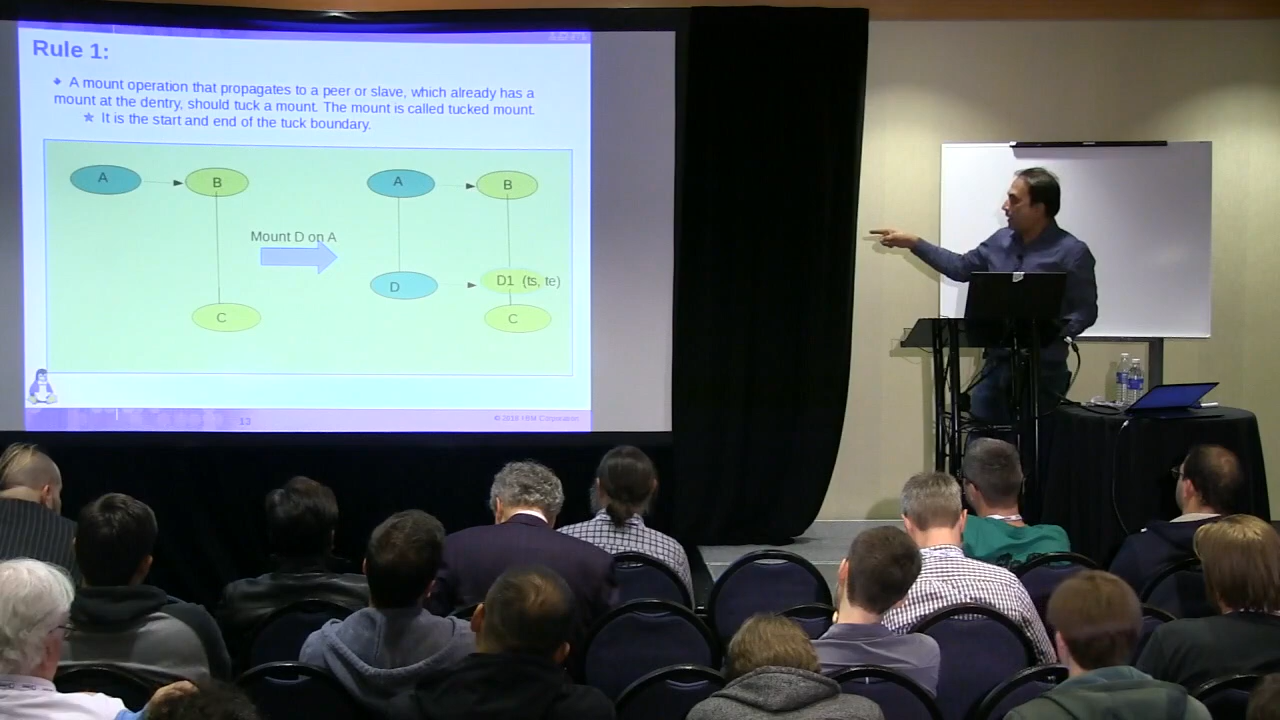 IBM
Rule 1:
A mount operation that propagates to a peer or slave, which already has a
mount at the dentry, should tuck a mount. The mount is called tucked mount.
It is the start and end of the tuck boundary.
A B A B
Mount D on A
D D1 (ts, te)
C C
13 © 2016 IBM Corporation